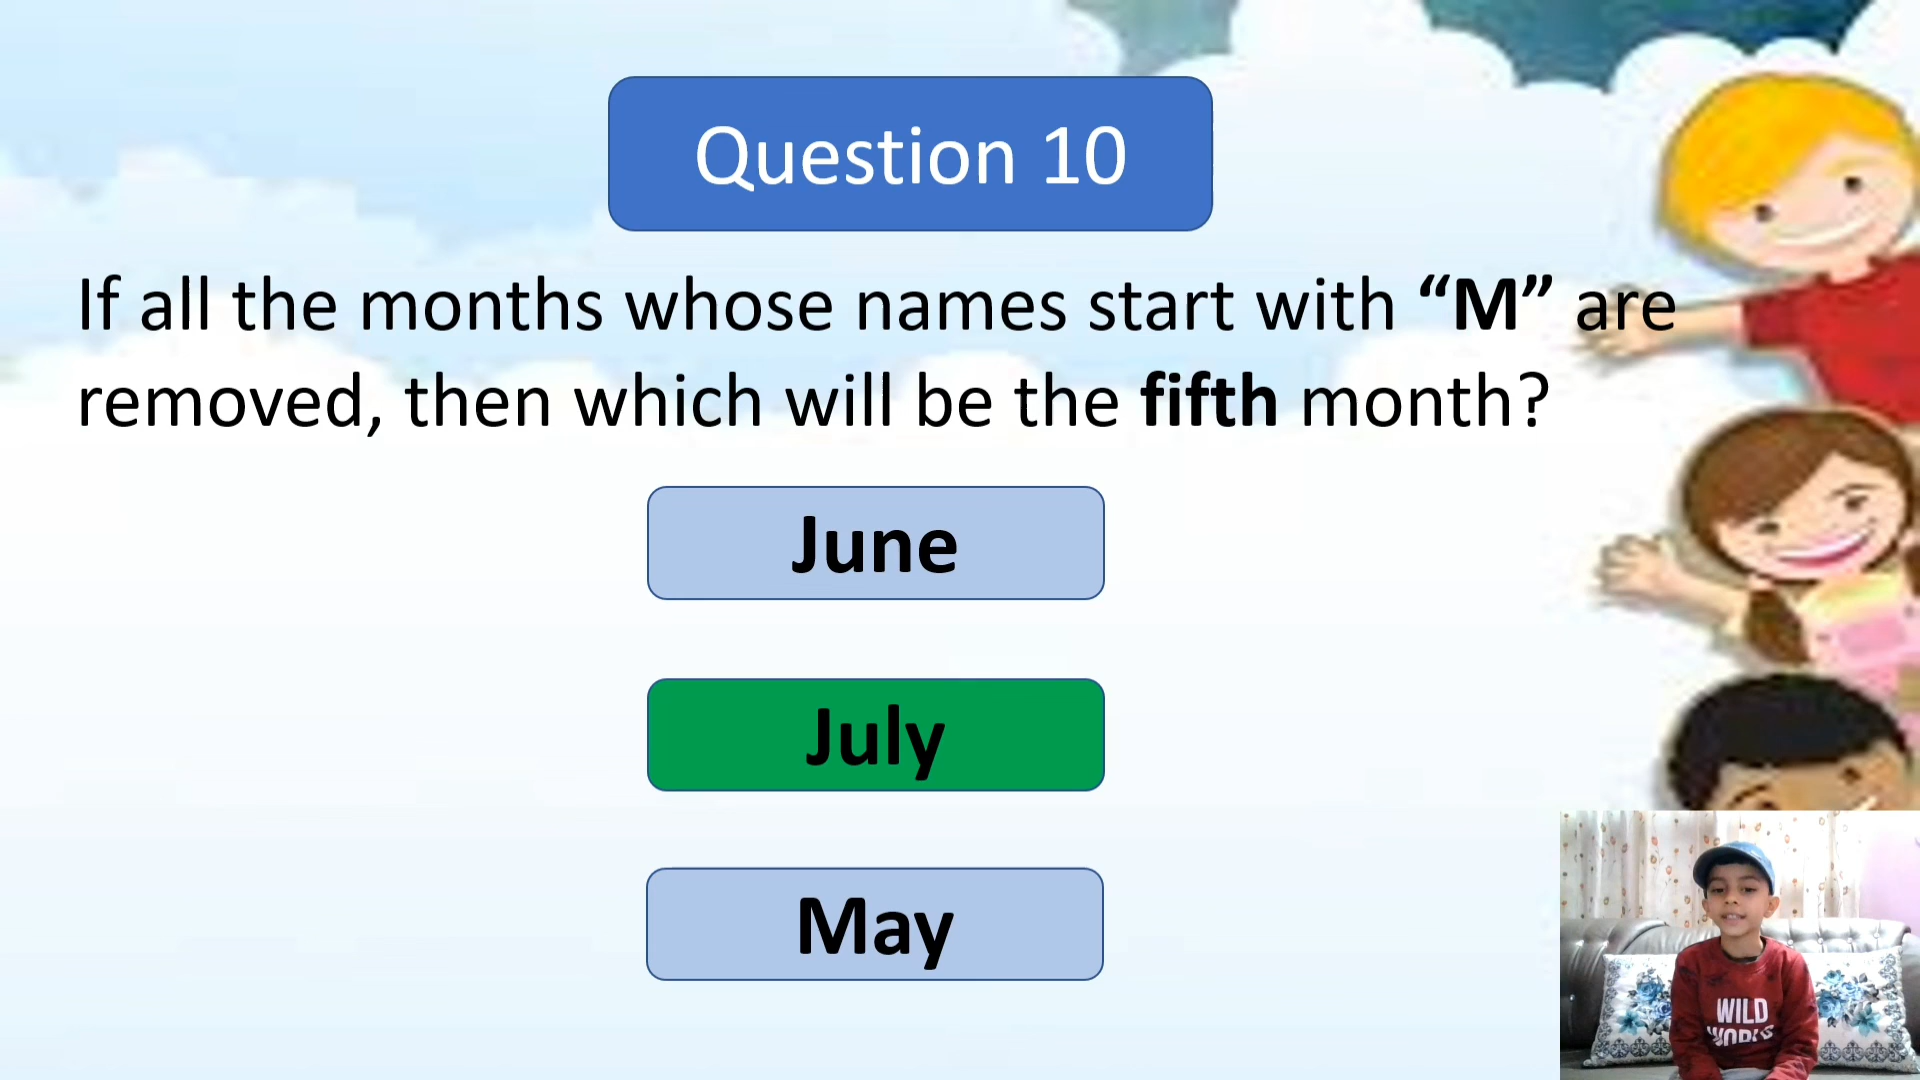 Question 10
If all the months whose names start with “M” are
removed, then which will be the fifth month?
June
July
May
WILD